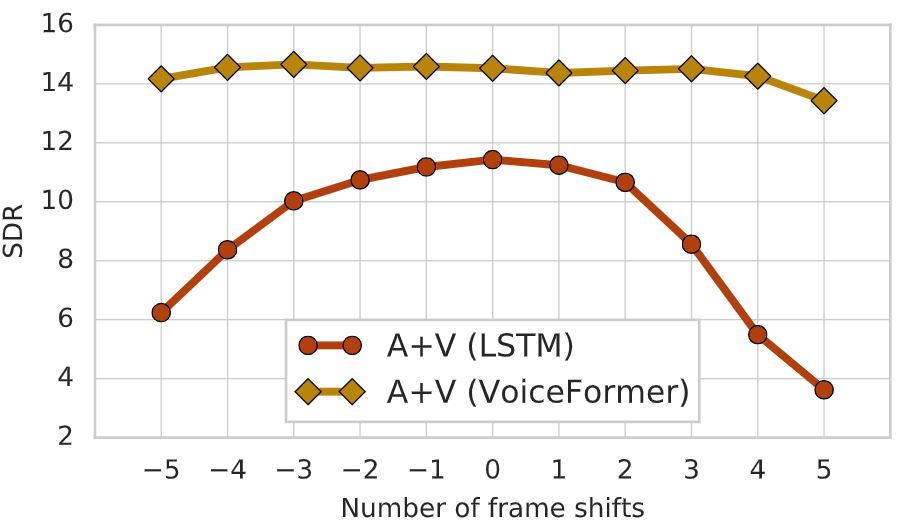 16
14
12
10
8
6
4
2
SDR
A+V (LSTM)
A+V (VoiceFormer)
−5 −4 −3 −2 −1 0 1 2 3 4 5
Number of frame shifts